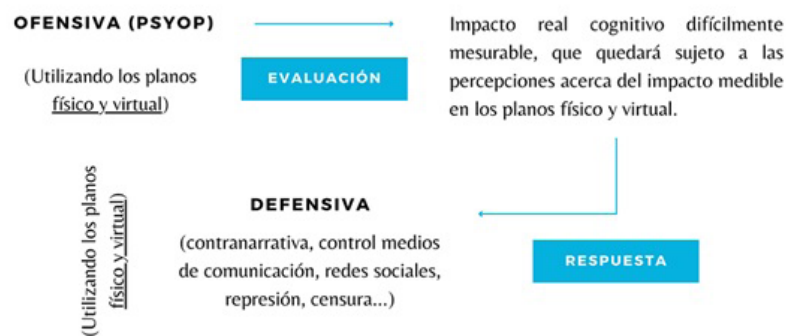 OFENSIVA (PSYOP)
(Utilizando los planos
físico y virtual)
EVALUACIÓN
Impacto real cognitivo difícilmente
mesurable, que quedará sujeto a las
percepciones acerca del impacto medible
en los planos físico y virtual.
RESPUESTA
DEFENSIVA
(contranarrativa, control medios
de comunicación, redes sociales,
represión, censura...)
(Utilizando los planos
físico y virtual)